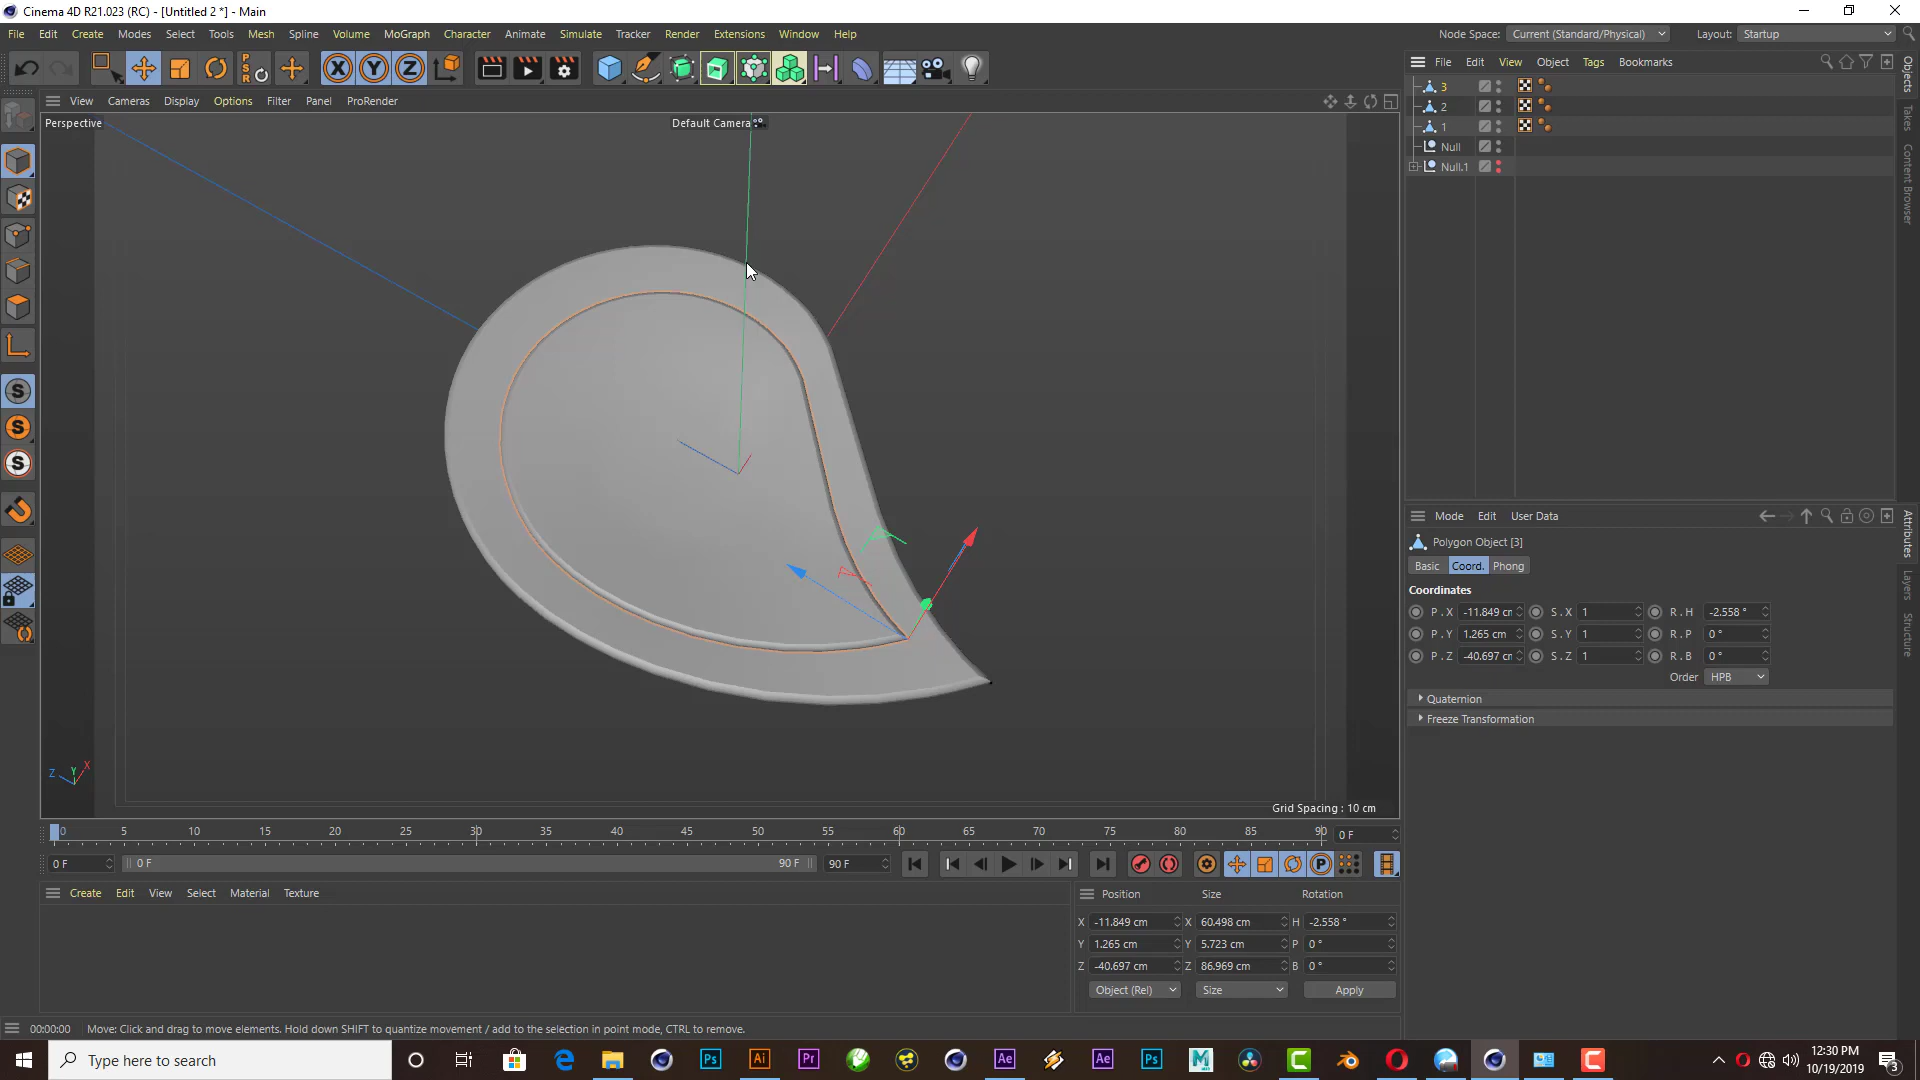 Cinema 4D R21.023 (RC) - [Untitled 2 *] - Main
File Edit Create Modes Select Tools Mesh Spline Volume MoGraph Character Animate Simulate Tracker Render Extensions Window Help
Node Space: Current (Standard/Physical) Layout: Startup
File Edit View Object Tags Bookmarks
View Cameras Display Options Filter Panel ProRender
Perspective
Default Camera
3
2
1
Null
Null.1
Objects
Takes
Content Browser
Mode Edit User Data
Polygon Object [3]
Basic Coord. Phong
Coordinates
P . X -11.849 cm S . X 1 R . H -2.558 °
P . Y 1.265 cm S . Y 1 R . P 0 °
P . Z -40.697 cm S . Z 1 R . B 0 °
Order HPB
Quaternion
Freeze Transformation
Attributes
Layers
Structure
Z Y X
Grid Spacing : 10 cm
0 5 10 15 20 25 30 35 40 45 50 55 60 65 70 75 80 85 90 0 F
0 F 0 F 90 F 90 F
Create Edit View Select Material Texture
Position Size Rotation
X -11.849 cm X 60.498 cm H -2.558 °
Y 1.265 cm Y 5.723 cm P 0 °
Z -40.697 cm Z 86.969 cm B 0 °
Object (Rel) Size Apply
00:00:00 Move: Click and drag to move elements. Hold down SHIFT to quantize movement / add to the selection in point mode, CTRL to remove.
Type here to search
12:30 PM
10/19/2019
3